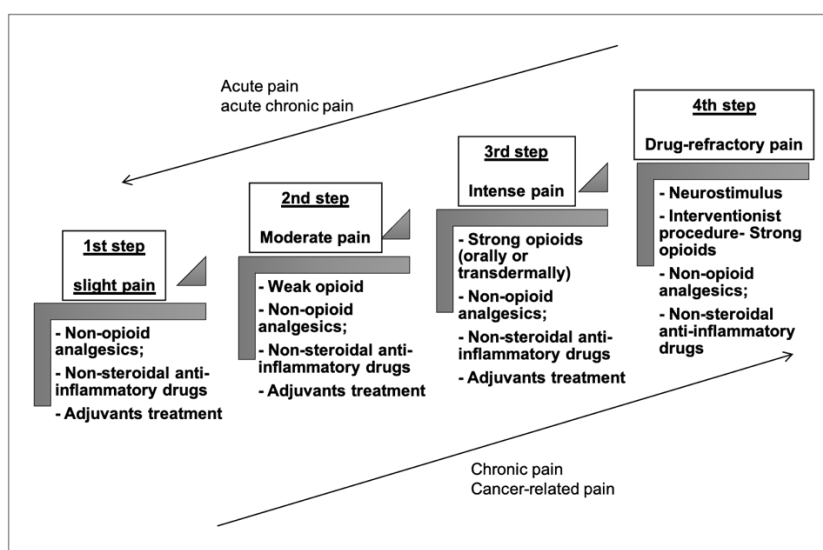 Acute pain
acute chronic pain
1st step
slight pain
- Non-opioid
analgesics;
- Non-steroidal anti-
inflammatory drugs
- Adjuvants treatment
2nd step
Moderate pain
- Weak opioid
- Non-opioid
analgesics;
- Non-steroidal anti-
inflammatory drugs
- Adjuvants treatment
3rd step
Intense pain
- Strong opioids
(orally or
transdermally)
- Non-opioid
analgesics;
- Non-steroidal anti-
inflammatory drugs
- Adjuvants treatment
4th step
Drug-refractory pain
- Neurostimulus
- Interventionist
procedure- Strong
opioids
- Non-opioid
analgesics;
- Non-steroidal
anti-inflammatory
drugs
Chronic pain
Cancer-related pain